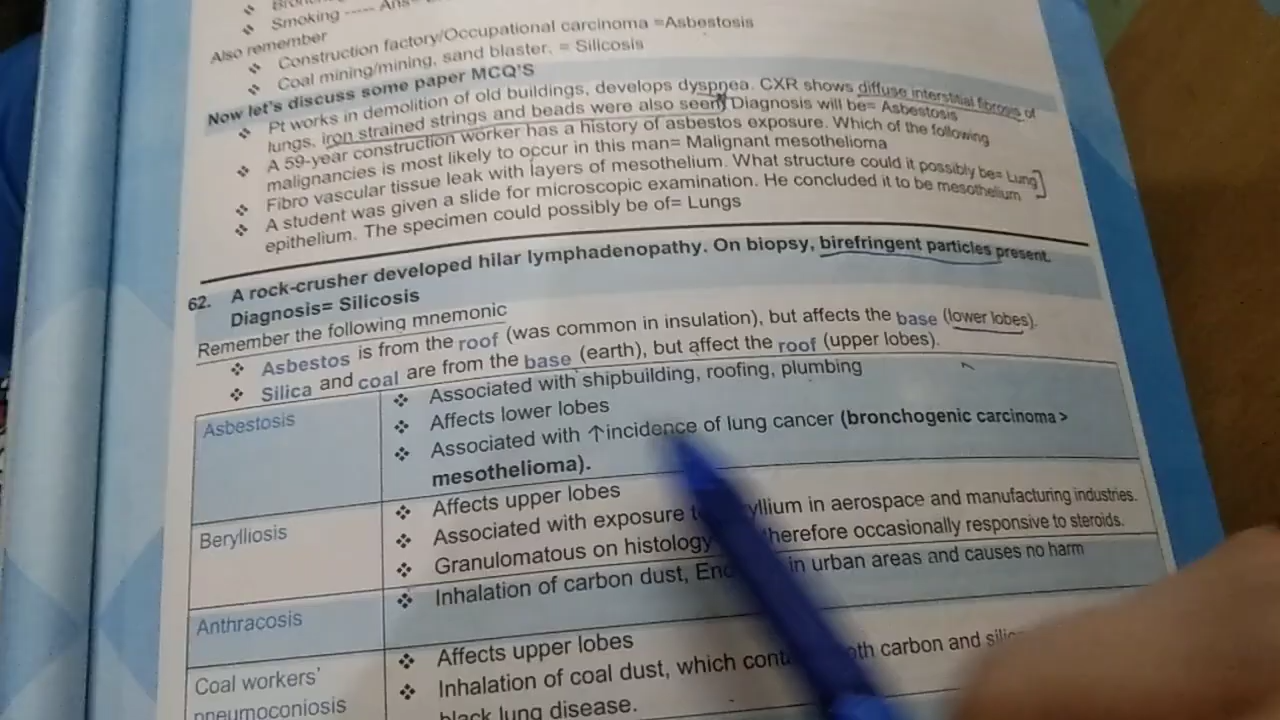 ❖ Smoking ----- Ans=
Also remember
❖ Construction factory/Occupational carcinoma =Asbestosis
❖ Coal mining/mining, sand blaster. = Silicosis
Now let's discuss some paper MCQ'S
❖ Pt works in demolition of old buildings, develops dyspnea. CXR shows diffuse interstitial fibrosis of
lungs, iron strained strings and beads were also seen Diagnosis will be= Asbestosis
❖ A 59-year construction worker has a history of asbestos exposure. Which of the following
malignancies is most likely to occur in this man= Malignant mesothelioma
❖ Fibro vascular tissue leak with layers of mesothelium. What structure could it possibly be= Lung
❖ A student was given a slide for microscopic examination. He concluded it to be mesothelium
epithelium. The specimen could possibly be of= Lungs
62. A rock-crusher developed hilar lymphadenopathy. On biopsy, birefringent particles present.
Diagnosis= Silicosis
Remember the following mnemonic
❖ Asbestos is from the roof (was common in insulation), but affects the base (lower lobes).
❖ Silica and coal are from the base (earth), but affect the roof (upper lobes).
Asbestosis
❖ Associated with shipbuilding, roofing, plumbing
❖ Affects lower lobes
❖ Associated with ↑incidence of lung cancer (bronchogenic carcinoma >
mesothelioma).
Berylliosis
❖ Affects upper lobes
❖ Associated with exposure yllium in aerospace and manufacturing industries.
❖ Granulomatous on histology herefore occasionally responsive to steroids.
Anthracosis
❖ Inhalation of carbon dust, in urban areas and causes no harm
Coal workers'
pneumoconiosis
❖ Affects upper lobes
❖ Inhalation of coal dust, which carbon and
black lung disease.